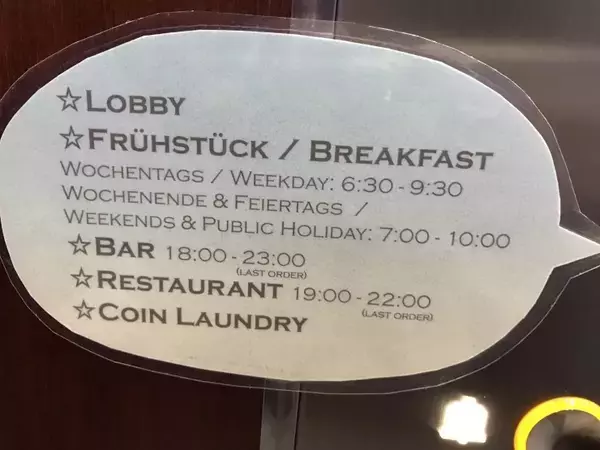 ☆LOBBY
☆FRÜHSTÜCK / BREAKFAST
WOCHENTAGS / WEEKDAY: 6:30 - 9:30
WOCHENENDE & FEIERTAGS /
WEEKENDS & PUBLIC HOLIDAY: 7:00 - 10:00
☆BAR 18:00 - 23:00
(LAST ORDER)
☆RESTAURANT 19:00 - 22:00
(LAST ORDER)
☆COIN LAUNDRY